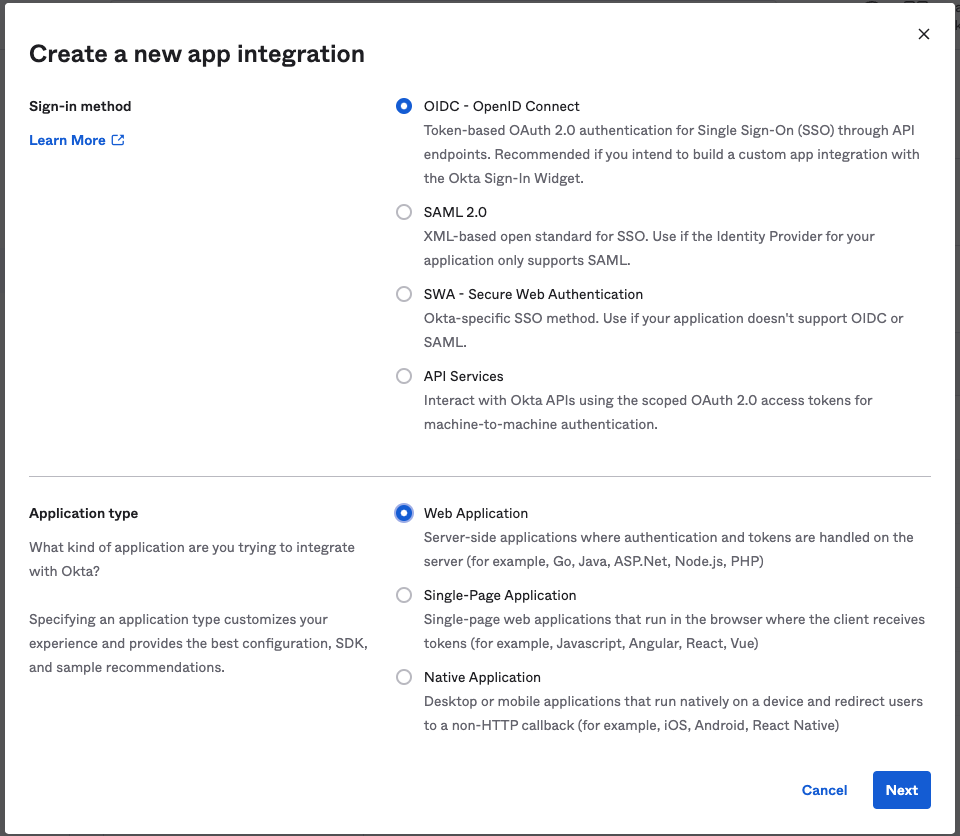 Create a new app integration
Sign-in method
Learn More
OIDC - OpenID Connect
Token-based OAuth 2.0 authentication for Single Sign-On (SSO) through API
endpoints. Recommended if you intend to build a custom app integration with
the Okta Sign-In Widget.
SAML 2.0
XML-based open standard for SSO. Use if the Identity Provider for your
application only supports SAML.
SWA - Secure Web Authentication
Okta-specific SSO method. Use if your application doesn't support OIDC or
SAML.
API Services
Interact with Okta APIs using the scoped OAuth 2.0 access tokens for
machine-to-machine authentication.
Application type
What kind of application are you trying to integrate
with Okta?
Specifying an application type customizes your
experience and provides the best configuration, SDK,
and sample recommendations.
Web Application
Server-side applications where authentication and tokens are handled on the
server (for example, Go, Java, ASP.Net, Node.js, PHP)
Single-Page Application
Single-page web applications that run in the browser where the client receives
tokens (for example, Javascript, Angular, React, Vue)
Native Application
Desktop or mobile applications that run natively on a device and redirect users
to a non-HTTP callback (for example, iOS, Android, React Native)
Cancel
Next